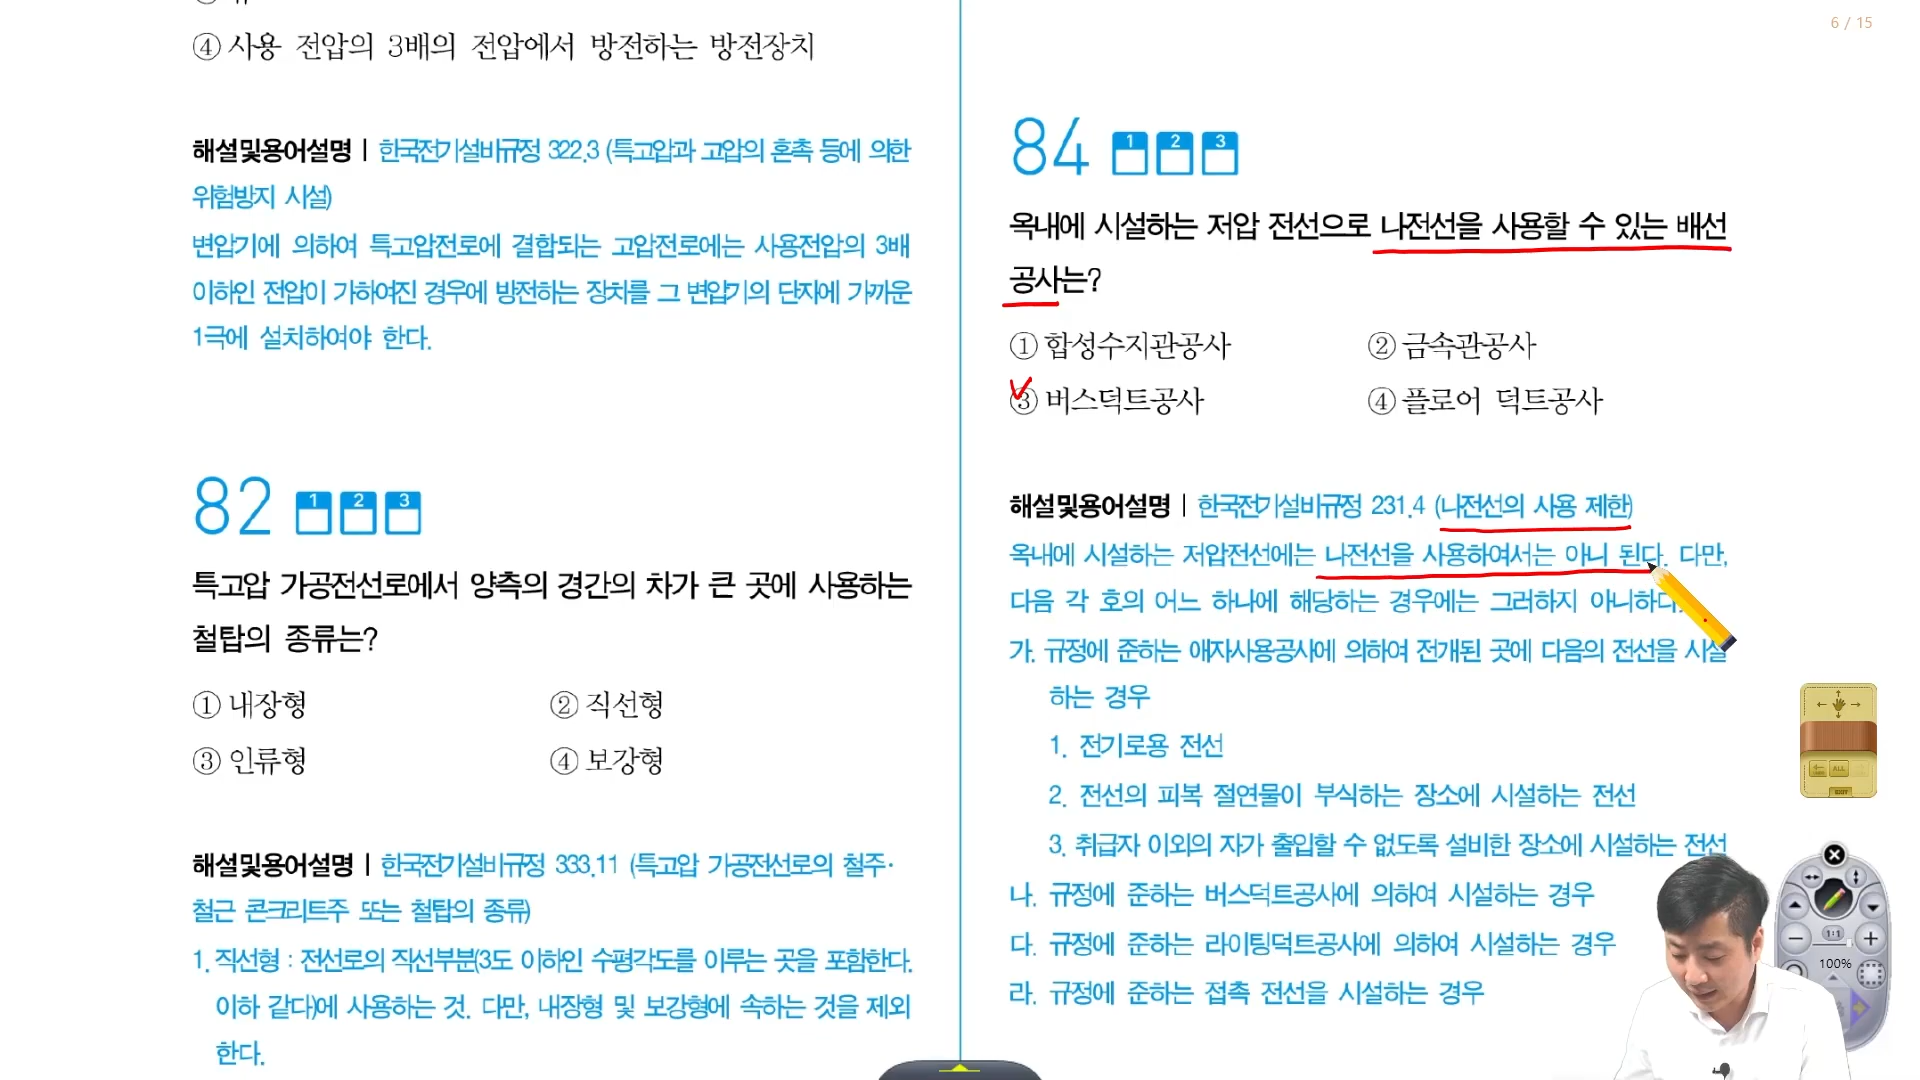 6 / 15
④ 사용 전압의 3배의 전압에서 방전하는 방전장치
해설및용어설명 | 한국전기설비규정 322.3 (특고압과 고압의 혼촉 등에 의한
위험방지 시설)
변압기에 의하여 특고압전로에 결합되는 고압전로에는 사용전압의 3배
이하인 전압이 가하여진 경우에 방전하는 장치를 그 변압기의 단자에 가까운
1극에 설치하여야 한다.
82 1 2 3
특고압 가공전선로에서 양측의 경간의 차가 큰 곳에 사용하는
철탑의 종류는?
① 내장형 ② 직선형
③ 인류형 ④ 보강형
해설및용어설명 | 한국전기설비규정 333.11 (특고압 가공전선로의 철주·
철근 콘크리트주 또는 철탑의 종류)
1. 직선형 : 전선로의 직선부분(3도 이하인 수평각도를 이루는 곳을 포함한다.
이하 같다)에 사용하는 것. 다만, 내장형 및 보강형에 속하는 것을 제외
한다.
84 1 2 3
옥내에 시설하는 저압 전선으로 나전선을 사용할 수 있는 배선
공사는?
① 합성수지관공사 ② 금속관공사
③ 버스덕트공사 ④ 플로어 덕트공사
해설및용어설명 | 한국전기설비규정 231.4 (나전선의 사용 제한)
옥내에 시설하는 저압전선에는 나전선을 사용하여서는 아니 된다. 다만,
다음 각 호의 어느 하나에 해당하는 경우에는 그러하지 아니하다.
가. 규정에 준하는 애자사용공사에 의하여 전개된 곳에 다음의 전선을 시설
하는 경우
1. 전기로용 전선
2. 전선의 피복 절연물이 부식하는 장소에 시설하는 전선
3. 취급자 이외의 자가 출입할 수 없도록 설비한 장소에 시설하는 전선
나. 규정에 준하는 버스덕트공사에 의하여 시설하는 경우
다. 규정에 준하는 라이팅덕트공사에 의하여 시설하는 경우
라. 규정에 준하는 접촉 전선을 시설하는 경우
ALL
EXIT
1:1
100%